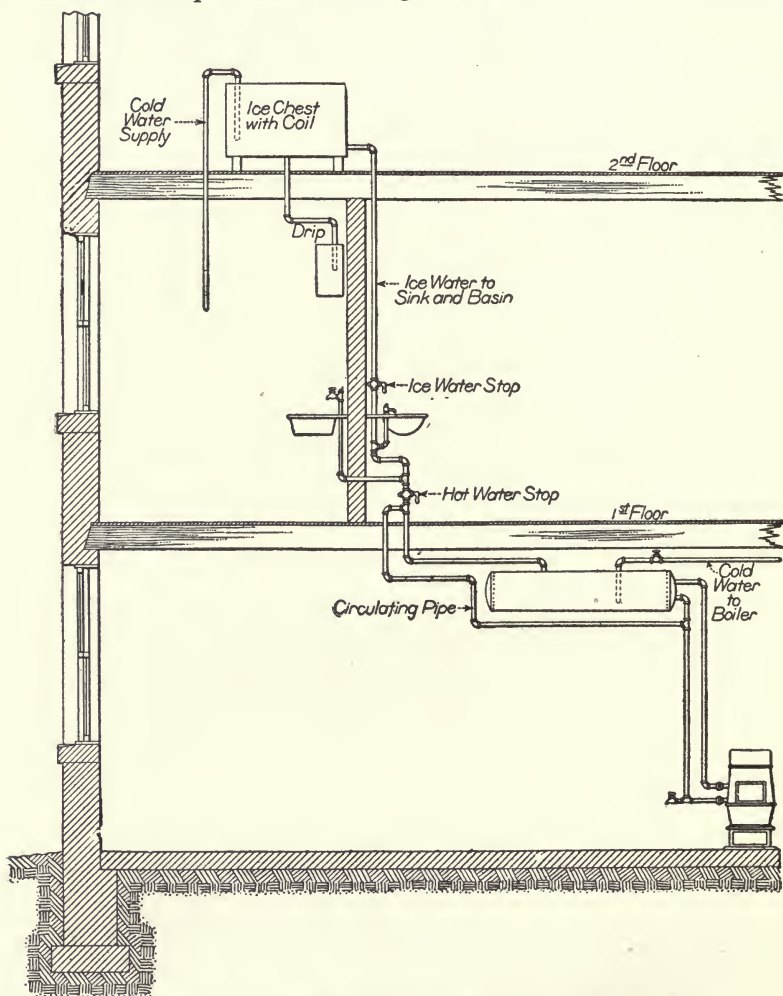 Cold
Water
Supply
Ice Chest
with Coil
2nd Floor
Drip
Ice Water to
Sink and Basin
Ice Water Stop
Hot Water Stop
1st Floor
Cold
Water
to
Boiler
Circulating Pipe